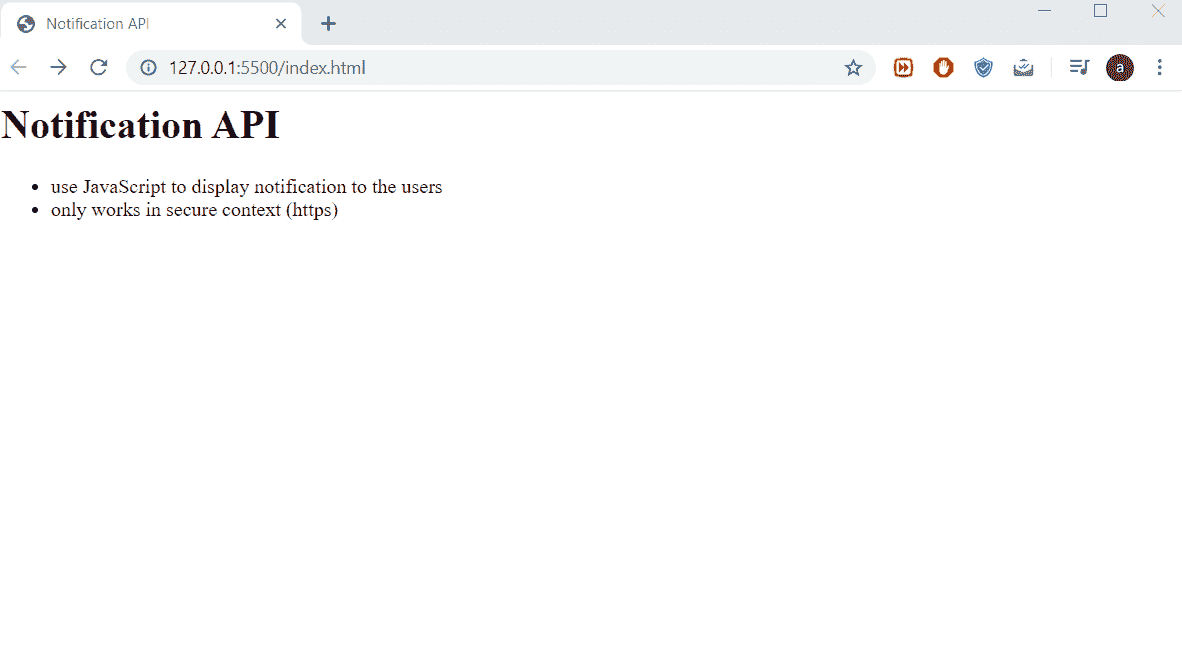 Notification API
127.0.0.1:5500/index.html
a
Notification API
use JavaScript to display notification to the users
only works in secure context (https)